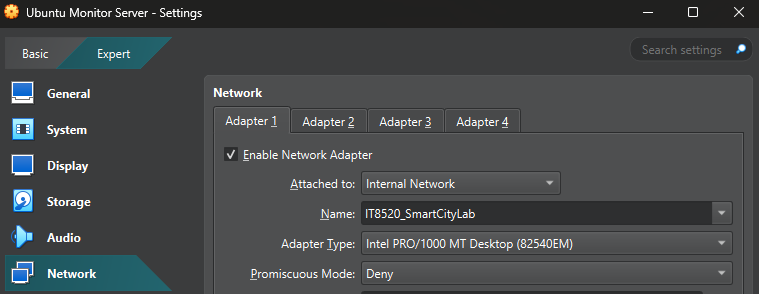 Ubuntu Monitor Server - Settings
Basic Expert
Search settings
General
System
Display
Storage
Audio
Network
Network
Adapter 1 Adapter 2 Adapter 3 Adapter 4
Enable Network Adapter
Attached to: Internal Network
Name: IT8520_SmartCityLab
Adapter Type: Intel PRO/1000 MT Desktop (82540EM)
Promiscuous Mode: Deny